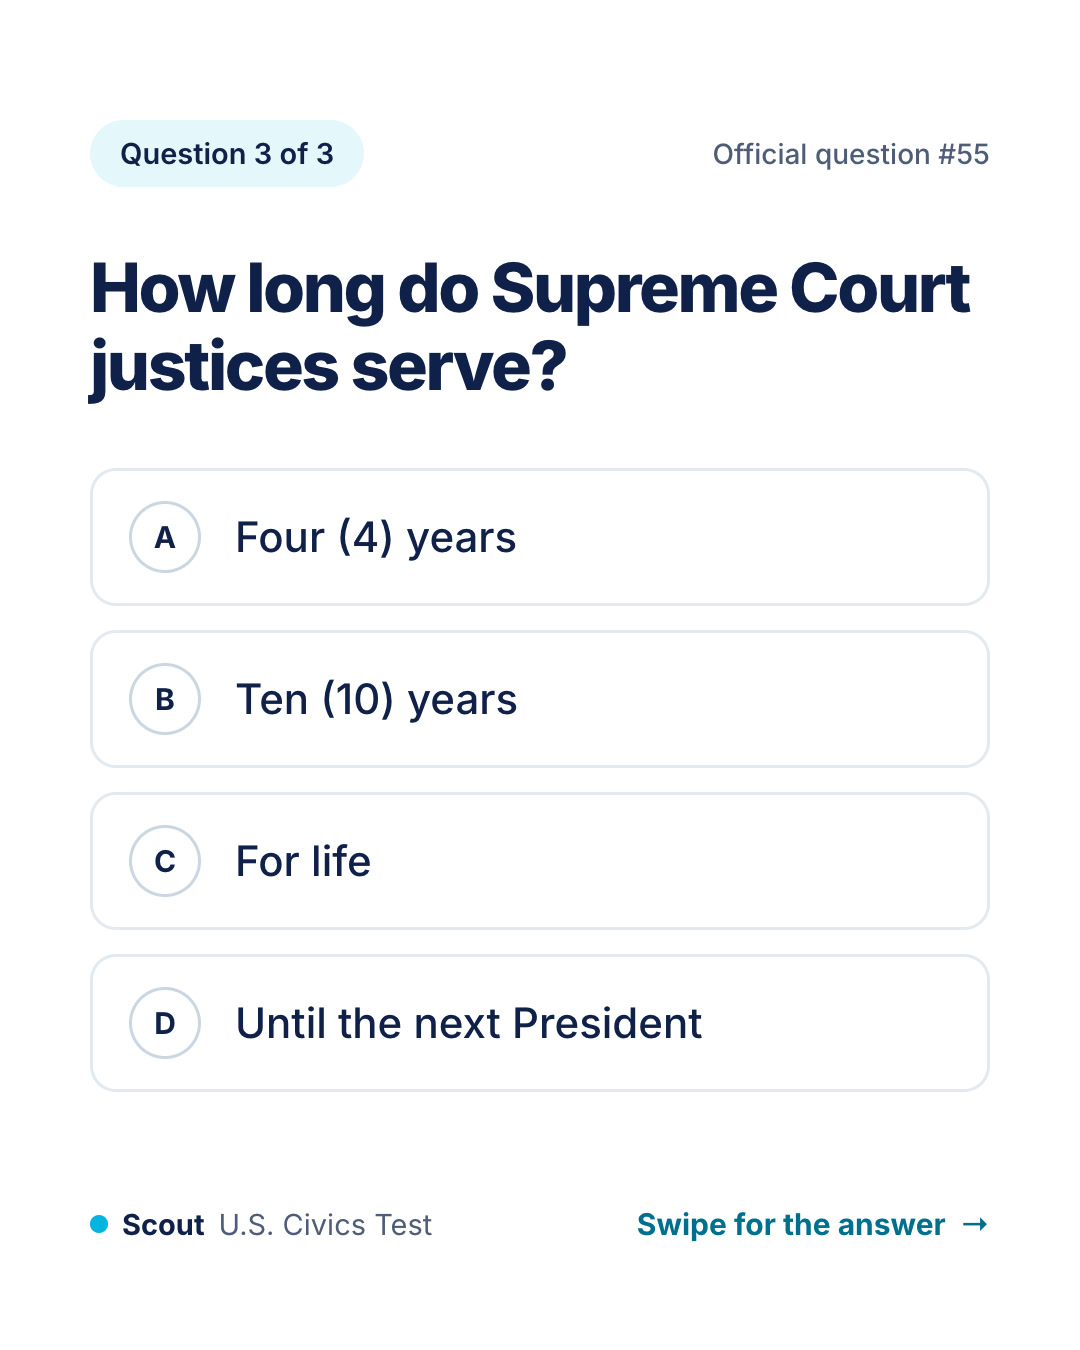 Question 3 of 3
Official question #55
How long do Supreme Court
justices serve?
A Four (4) years
B Ten (10) years
C For life
D Until the next President
Scout U.S. Civics Test
Swipe for the answer →